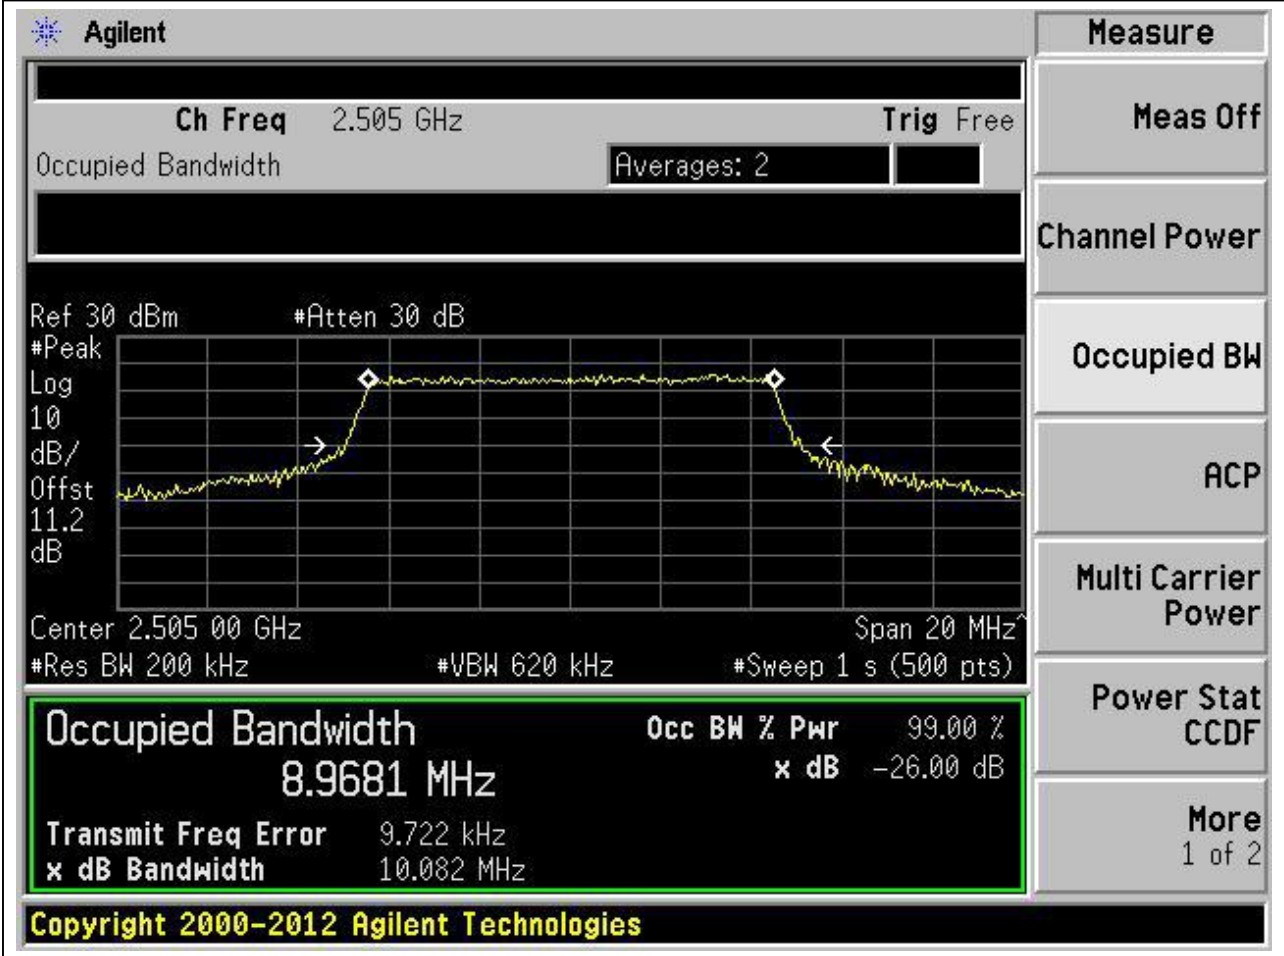 Agilent
Ch Freq 2.505 GHz Trig Free
Occupied Bandwidth Averages: 2
Ref 30 dBm #Atten 30 dB
#Peak
Log
10
dB/
Offst
11.2
dB
Center 2.505 00 GHz Span 20 MHz^
#Res BW 200 kHz #VBW 620 kHz #Sweep 1 s (500 pts)
Occupied Bandwidth Occ BW % Pwr 99.00 %
8.9681 MHz x dB -26.00 dB
Transmit Freq Error 9.722 kHz
x dB Bandwidth 10.082 MHz
Copyright 2000-2012 Agilent Technologies
Measure
Meas Off
Channel Power
Occupied BW
ACP
Multi Carrier
Power
Power Stat
CCDF
More
1 of 2